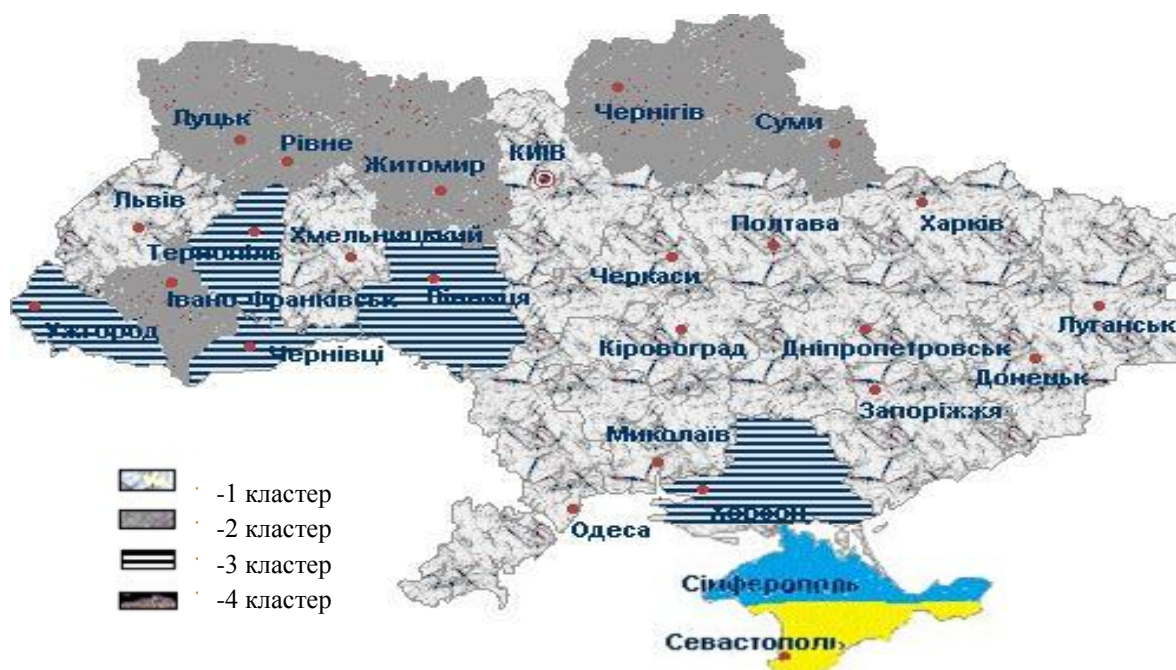 Чернігів
Луцьк
Суми
Рівне
КИЇВ
Житомир
Львів
Полтава
Харків
Хмельницький
Тернопіль
Черкаси
Івано-Франківськ
Вінниця
Ужгород
Луганськ
Чернівці
Кіровоград
Дніпропетровськ
Донецьк
Запоріжжя
Миколаїв
Херсон
Одеса
Сімферополь
Севастополь
-1 кластер
-2 кластер
-3 кластер
-4 кластер